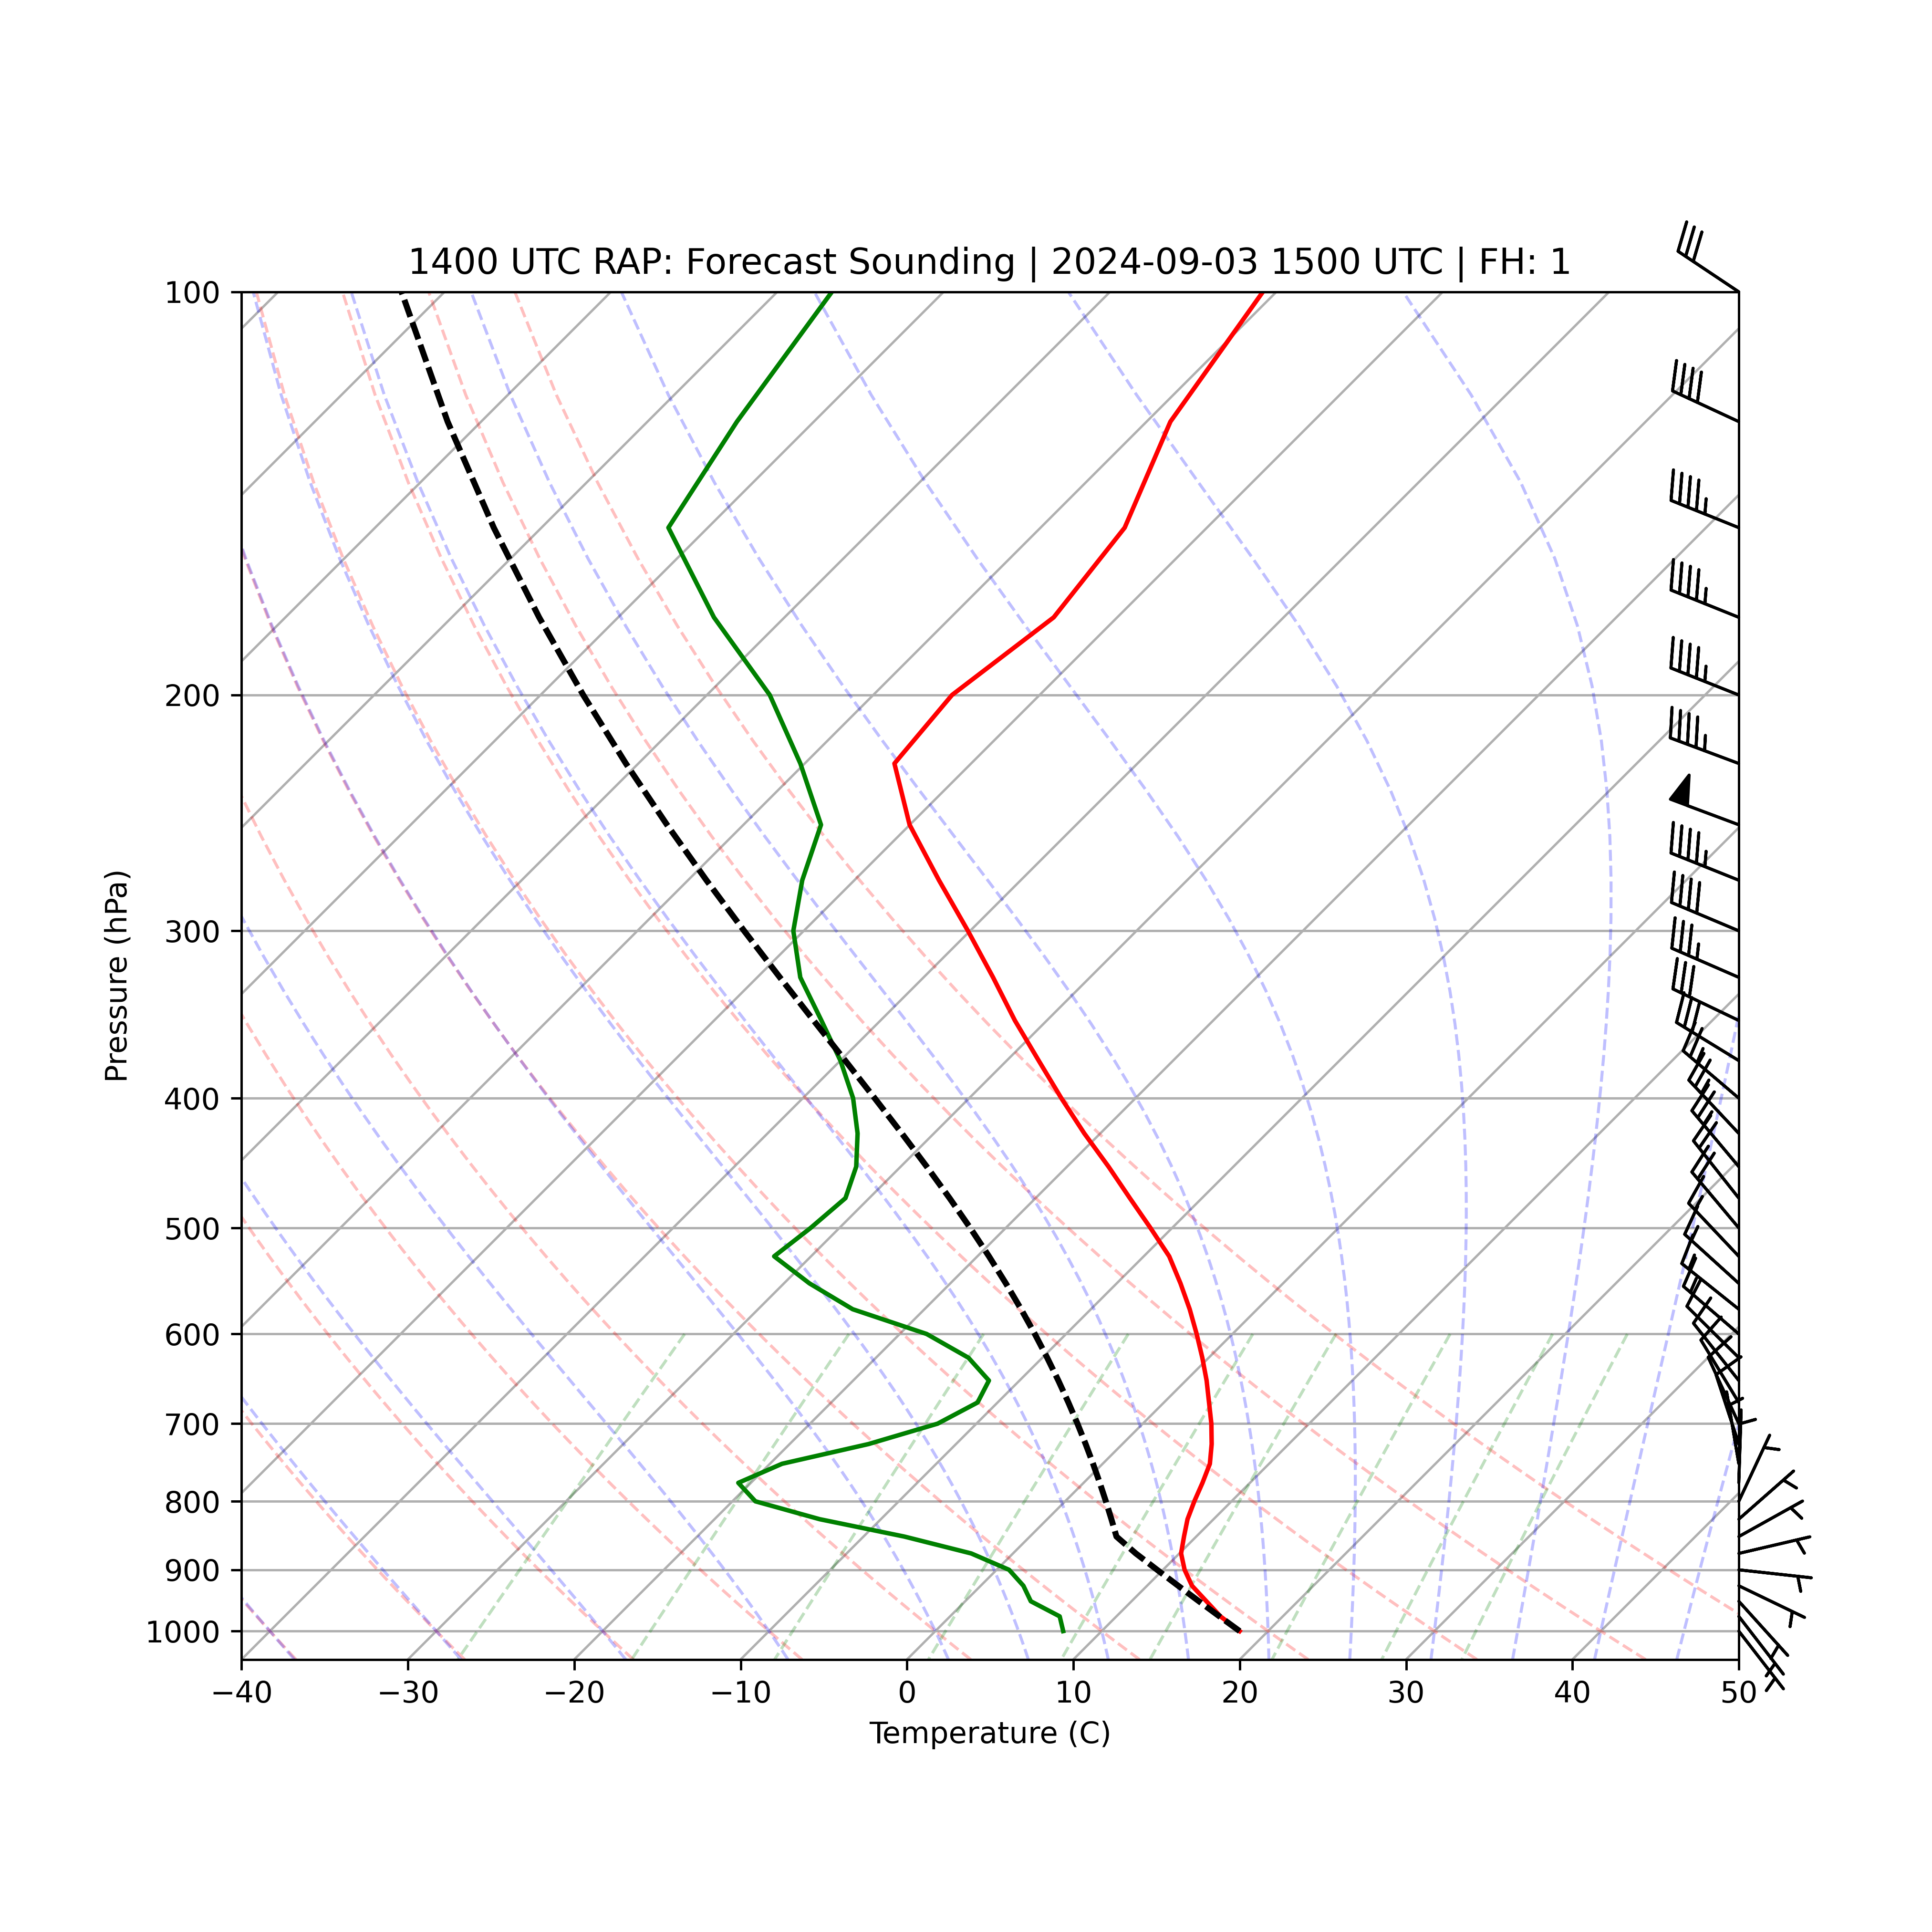 1400 UTC RAP: Forecast Sounding | 2024-09-03 1500 UTC | FH: 1
100
200
300
400
500
600
700
800
900
1000
Pressure (hPa)
−40 −30 −20 −10 0 10 20 30 40 50
Temperature (C)